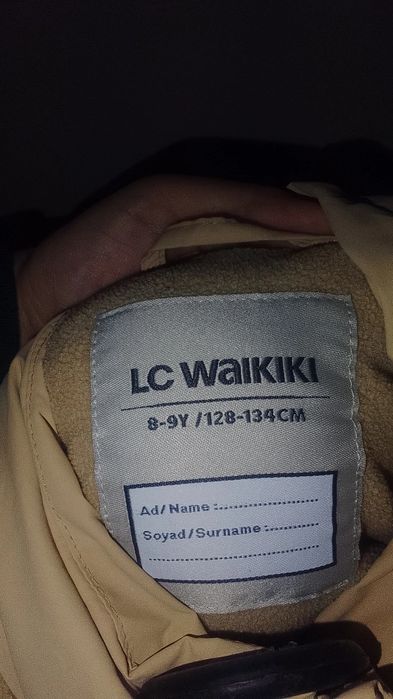 LC WAIKIKI
8-9Y / 128-134CM
Ad/ Name :......................
Soyad/Surname :............
....................................